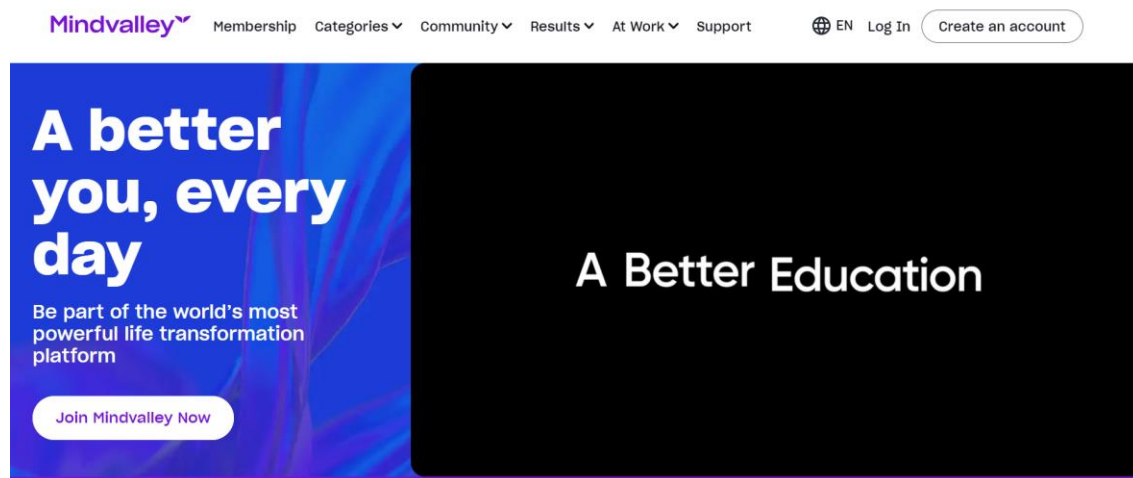 Mindvalley
Membership Categories Community Results At Work Support EN Log In Create an account
A better
you, every
day
Be part of the world's most
powerful life transformation
platform
Join Mindvalley Now
A Better Education